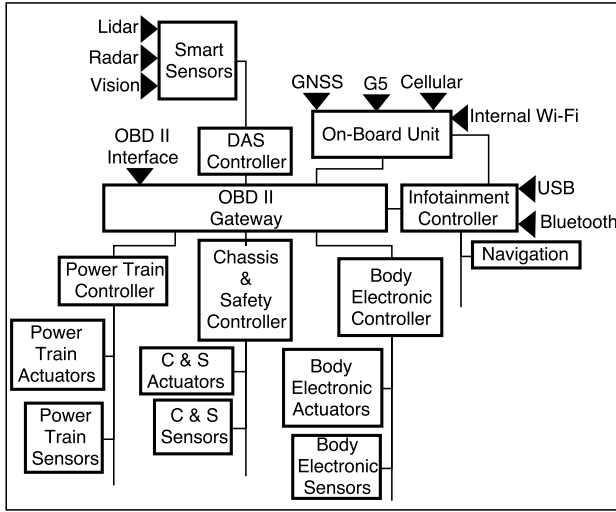 Lidar
Radar
Vision
Smart
Sensors
GNSS
G5
Cellular
Internal Wi-Fi
On-Board Unit
OBD II
Interface
DAS
Controller
OBD II
Gateway
Infotainment
Controller
USB
Bluetooth
Navigation
Power Train
Controller
Chassis
&
Safety
Controller
Body
Electronic
Controller
Power
Train
Actuators
C & S
Actuators
Body
Electronic
Actuators
Power
Train
Sensors
C & S
Sensors
Body
Electronic
Sensors